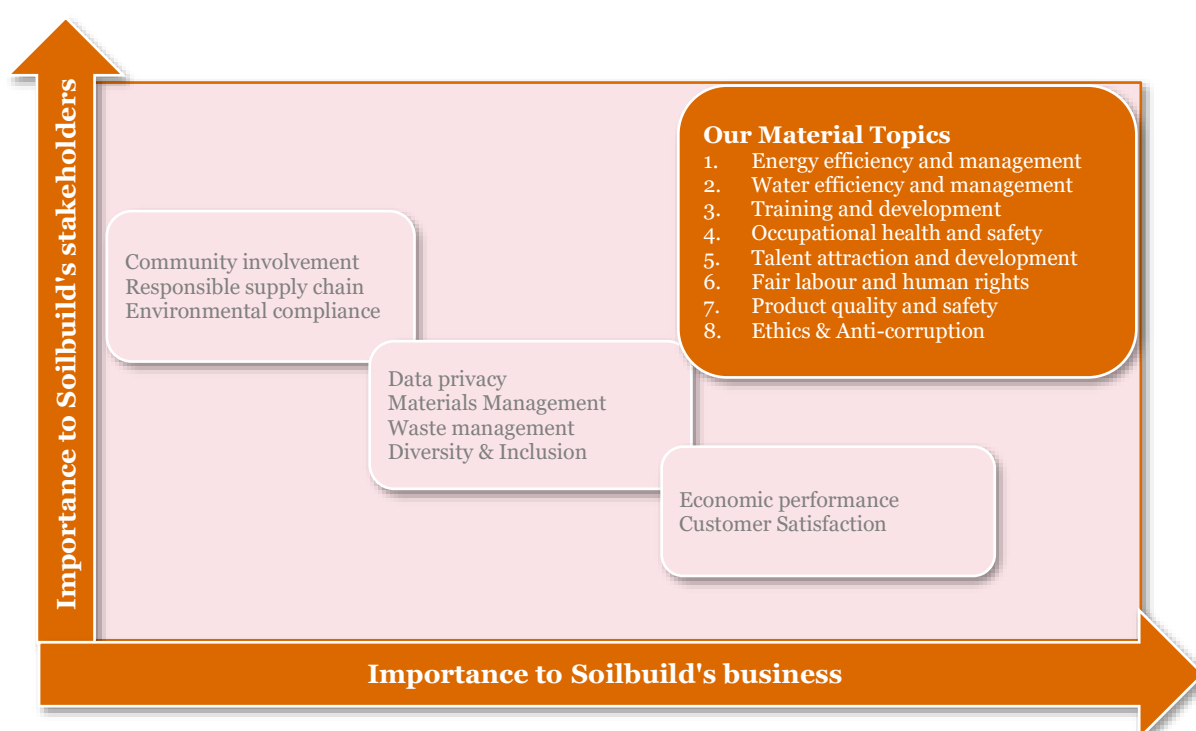 Importance to Soilbuild's stakeholders
Our Material Topics
1. Energy efficiency and management
2. Water efficiency and management
3. Training and development
4. Occupational health and safety
5. Talent attraction and development
6. Fair labour and human rights
7. Product quality and safety
8. Ethics & Anti-corruption
Community involvement
Responsible supply chain
Environmental compliance
Data privacy
Materials Management
Waste management
Diversity & Inclusion
Economic performance
Customer Satisfaction
Importance to Soilbuild's business